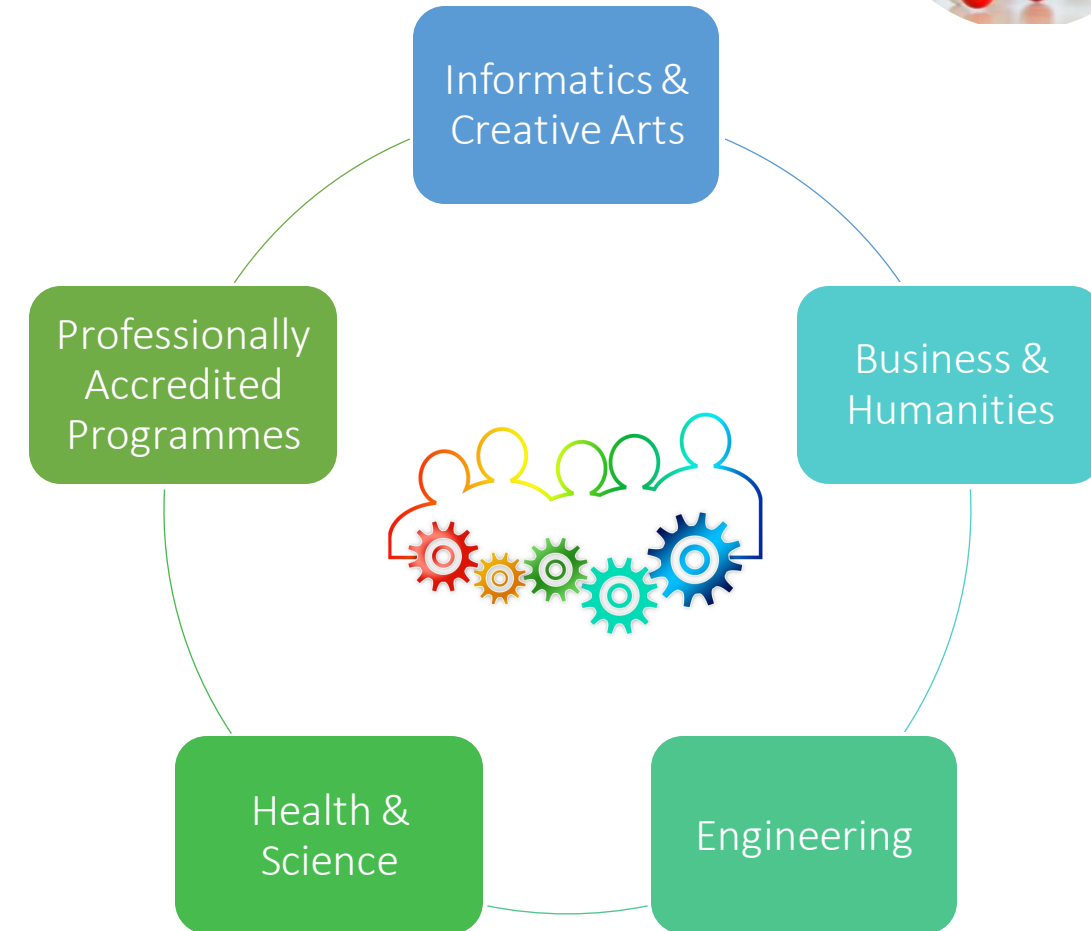 Informatics &
Creative Arts
Business &
Humanities
Engineering
Health &
Science
Professionally
Accredited
Programmes